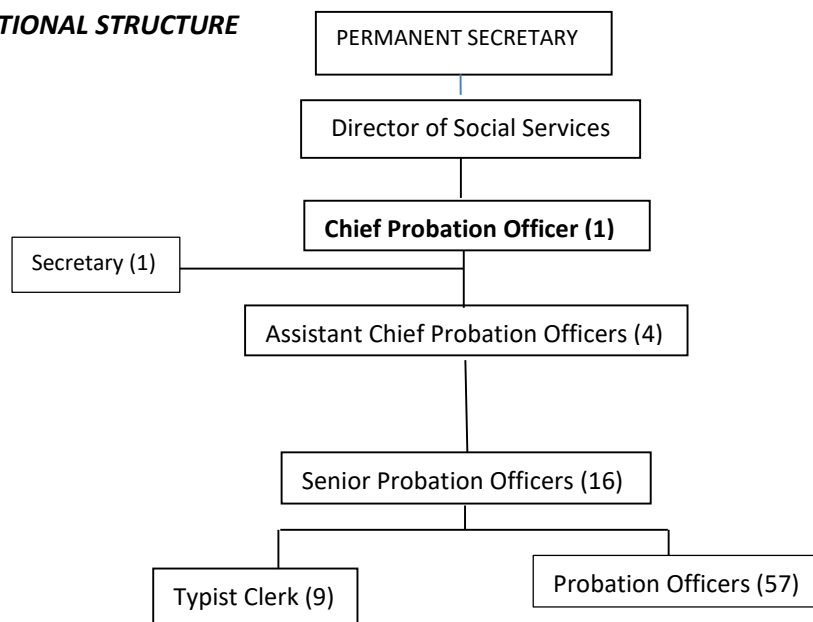 TIONAL STRUCTURE
PERMANENT SECRETARY
Director of Social Services
Chief Probation Officer (1)
Secretary (1)
Assistant Chief Probation Officers (4)
Senior Probation Officers (16)
Typist Clerk (9)
Probation Officers (57)